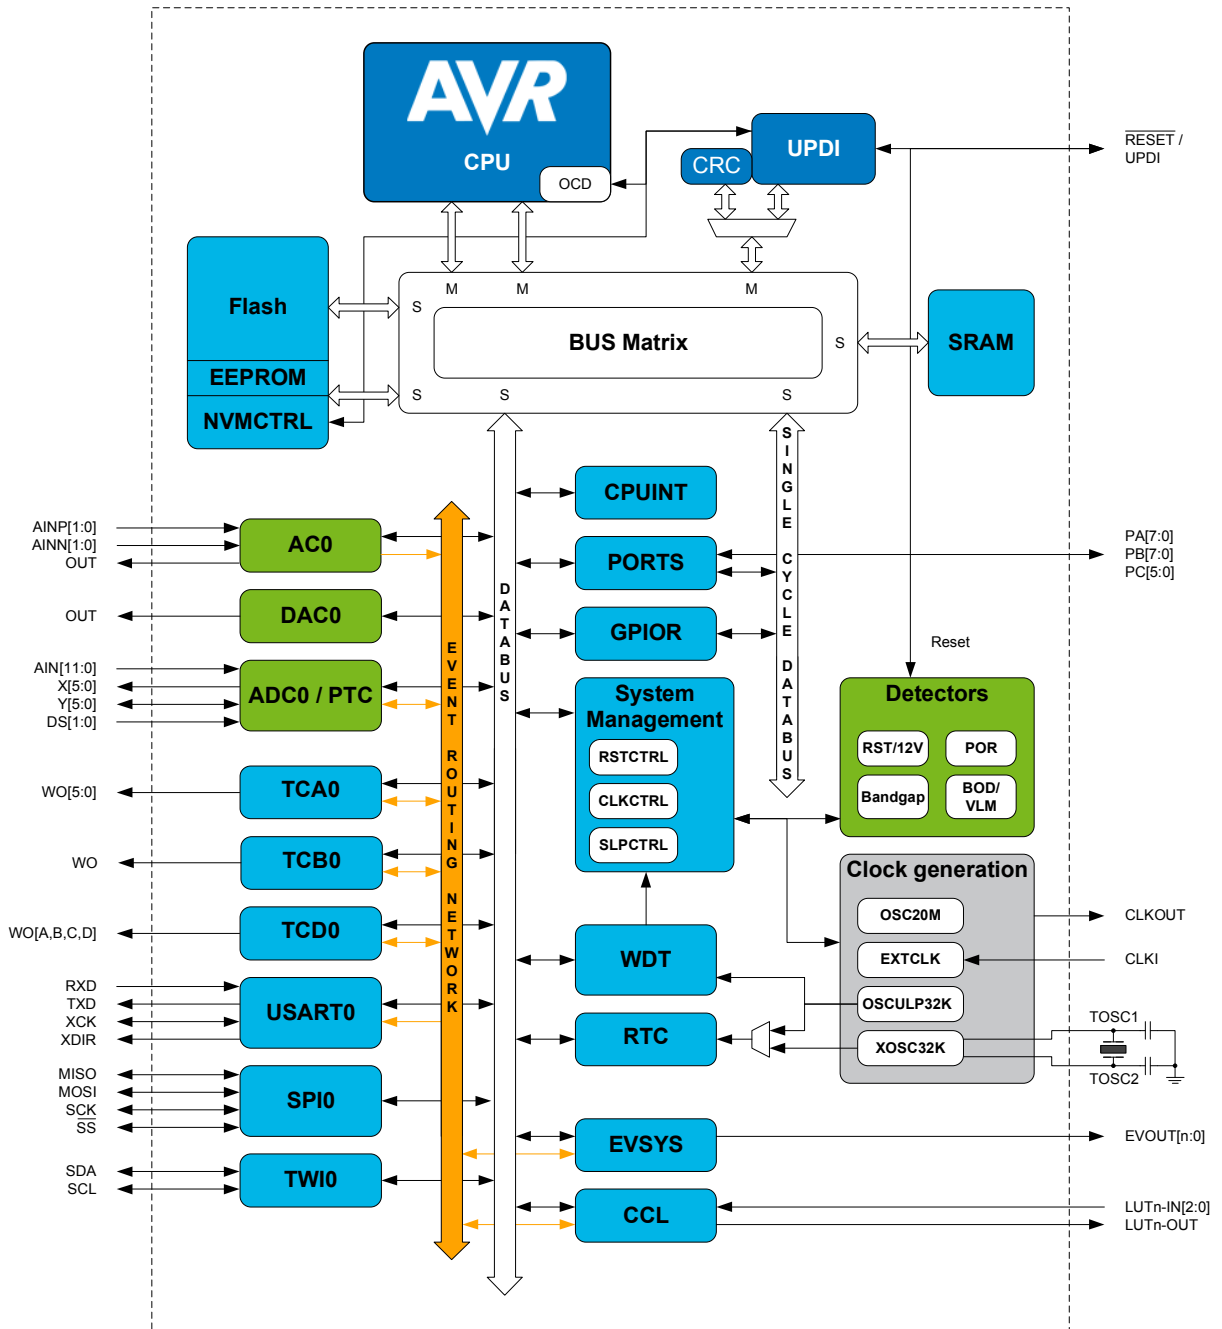 AVR
CPU
OCD
CRC
UPDI
RESET /
UPDI
Flash
EEPROM
NVMCTRL
M
M
M
S
S
S
S
S
BUS Matrix
SRAM
DATABUS
SINGLE CYCLE DATABUS
EVENT ROUTING NETWORK
AINP[1:0]
AINN[1:0]
OUT
AC0
OUT
DAC0
AIN[11:0]
X[5:0]
Y[5:0]
DS[1:0]
ADC0 / PTC
WO[5:0]
TCA0
WO
TCB0
WO[A,B,C,D]
TCD0
RXD
TXD
XCK
XDIR
USART0
MISO
MOSI
SCK
SS
SPI0
SDA
SCL
TWI0
CPUINT
PORTS
PA[7:0]
PB[7:0]
PC[5:0]
GPIOR
System
Management
RSTCTRL
CLKCTRL
SLPCTRL
Reset
Detectors
RST/12V
POR
Bandgap
BOD/
VLM
Clock generation
OSC20M
EXTCLK
OSCULP32K
XOSC32K
CLKOUT
CLKI
TOSC1
TOSC2
WDT
RTC
EVSYS
EVOUT[n:0]
CCL
LUTn-IN[2:0]
LUTn-OUT